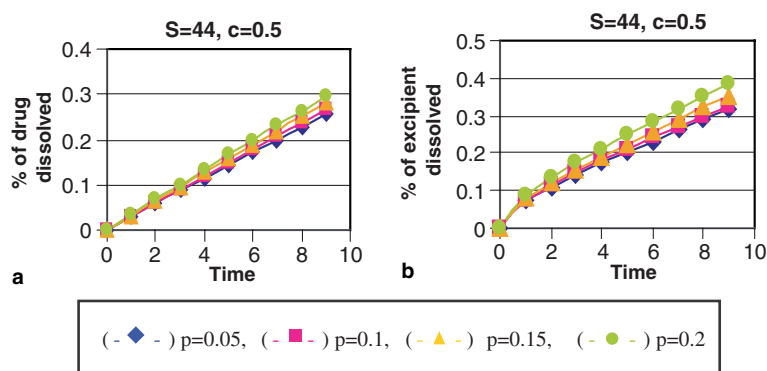 S=44, c=0.5
% of drug
dissolved
0.4
0.3
0.2
0.1
0
0 2 4 6 8 10
Time
a
S=44, c=0.5
% of excipient
dissolved
0.5
0.4
0.3
0.2
0.1
0
0 2 4 6 8 10
Time
b
(- -) p=0.05, (- -) p=0.1, (- -) p=0.15, (- -) p=0.2